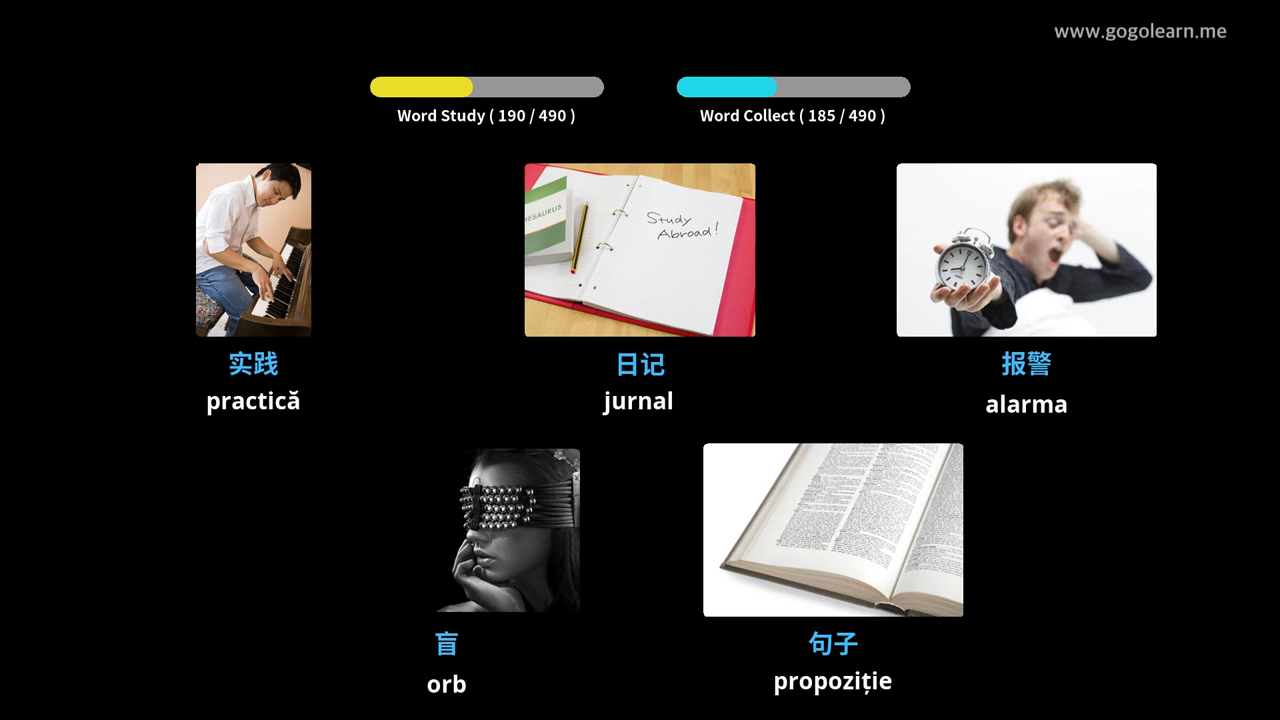 www.gogolearn.me
Word Study ( 190 / 490 )
Word Collect ( 185 / 490 )
HESAURUS
Study
Abroad!
实践
日记
报警
practică
jurnal
alarma
盲
句子
orb
propoziție